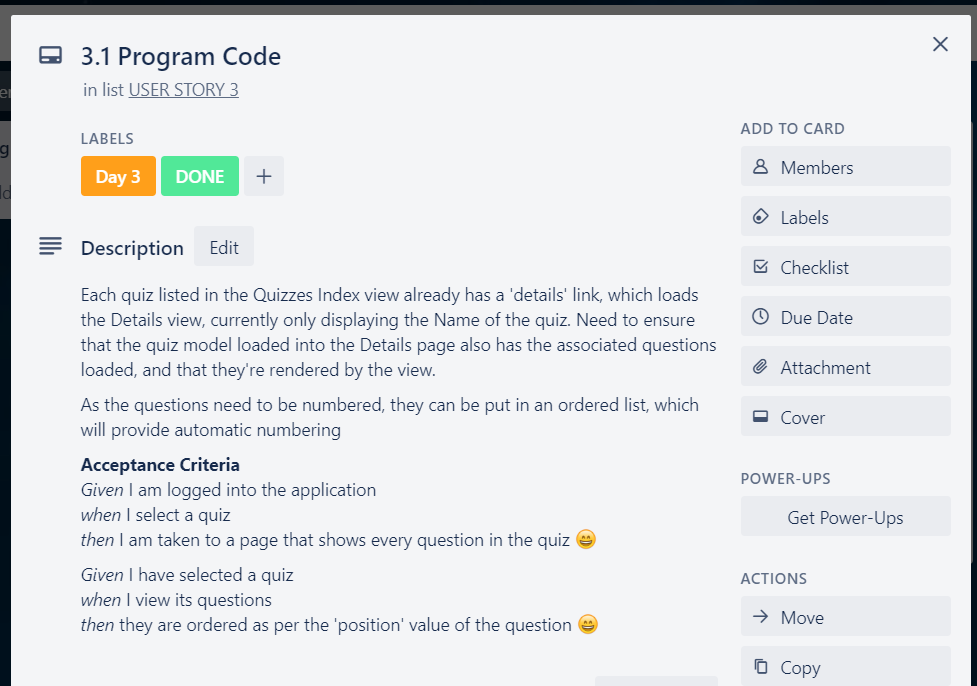 3.1 Program Code
in list USER STORY 3
LABELS
Day 3 DONE +
Description Edit
Each quiz listed in the Quizzes Index view already has a 'details' link, which loads
the Details view, currently only displaying the Name of the quiz. Need to ensure
that the quiz model loaded into the Details page also has the associated questions
loaded, and that they're rendered by the view.
As the questions need to be numbered, they can be put in an ordered list, which
will provide automatic numbering
Acceptance Criteria
Given I am logged into the application
when I select a quiz
then I am taken to a page that shows every question in the quiz 😄
Given I have selected a quiz
when I view its questions
then they are ordered as per the 'position' value of the question 😄
ADD TO CARD
Members
Labels
Checklist
Due Date
Attachment
Cover
POWER-UPS
Get Power-Ups
ACTIONS
Move
Copy